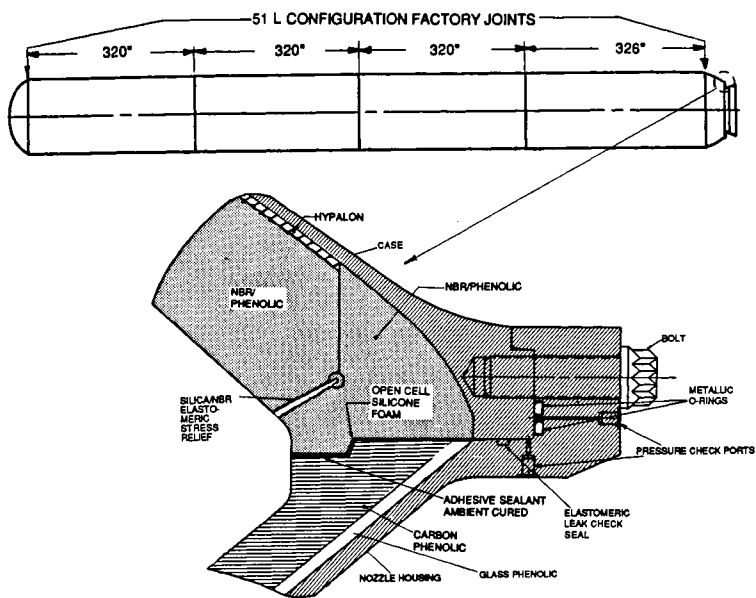 51 L CONFIGURATION FACTORY JOINTS
320"
320"
320"
326"
HYPALON
CASE
NBR/
PHENOLIC
NBR/PHENOLIC
BOLT
METALLIC
O-RINGS
SILICA/NBR
ELASTO-
MERIC
STRESS
RELIEF
OPEN CELL
SILICONE
FOAM
PRESSURE CHECK PORTS
ADHESIVE SEALANT
AMBIENT CURED
ELASTOMERIC
LEAK CHECK
SEAL
CARBON
PHENOLIC
NOZZLE HOUSING
GLASS PHENOLIC